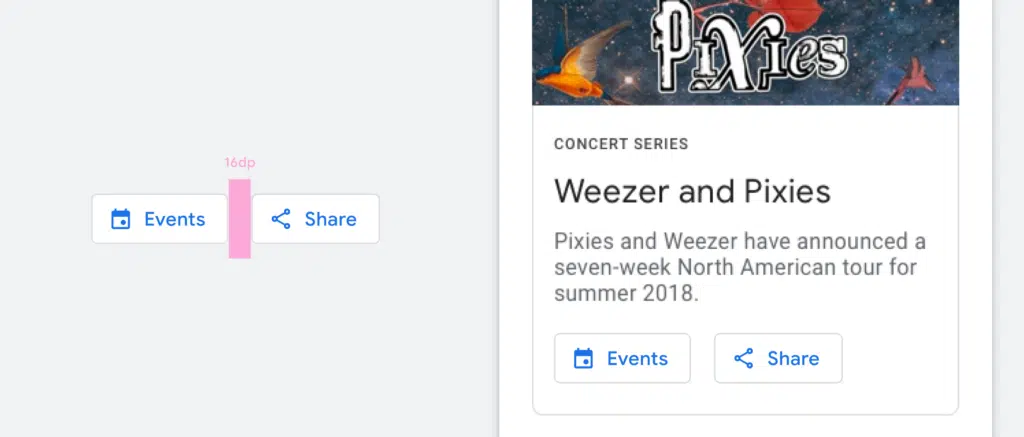 16dp
Events
Share
PIXIES
CONCERT SERIES
Weezer and Pixies
Pixies and Weezer have announced a
seven-week North American tour for
summer 2018.
Events
Share